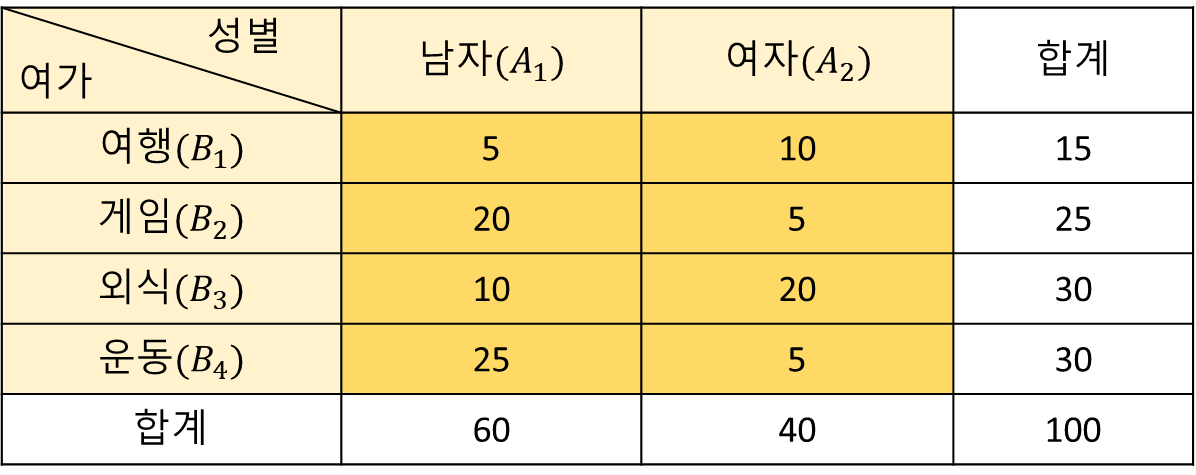 성별
여가
남자(A₁) 여자(A₂) 합계
여행(B₁) 5 10 15
게임(B₂) 20 5 25
외식(B₃) 10 20 30
운동(B₄) 25 5 30
합계 60 40 100